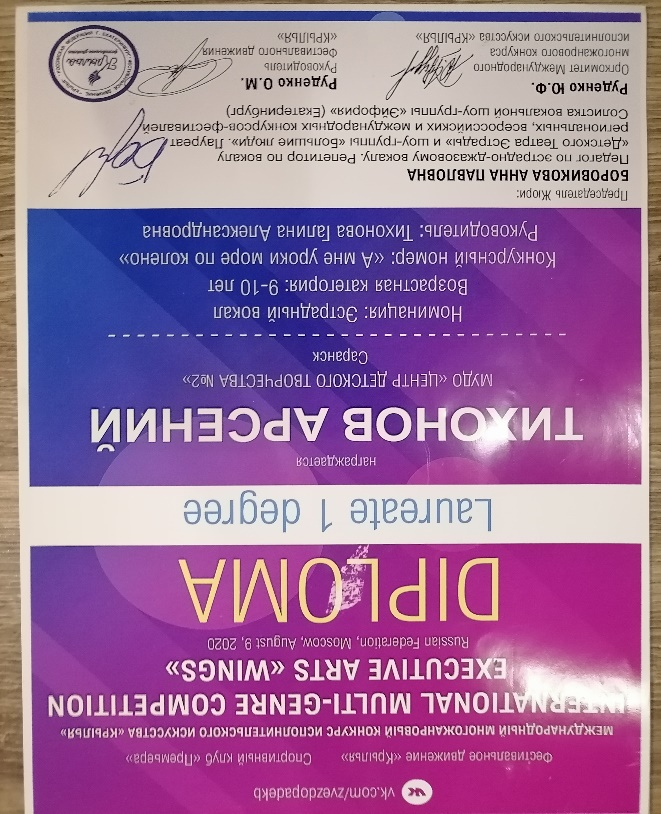 vk.com/zvezdopadekb
Фестивальное движение «Крылья» Спортивный клуб «Премьера»
МЕЖДУНАРОДНЫЙ МНОГОЖАНРОВЫЙ КОНКУРС ИСПОЛНИТЕЛЬСКОГО ИСКУССТВА «КРЫЛЬЯ»
INTERNATIONAL MULTI-GENRE COMPETITION
EXECUTIVE ARTS «WINGS»
Russian Federation, Moscow, August 9, 2020
DIPLOMA
Laureate 1 degree
награждается
ТИХОНОВ АРСЕНИЙ
МУДО «ЦЕНТР ДЕТСКОГО ТВОРЧЕСТВА №2»
Саранск
Номинация: Эстрадный вокал
Возрастная категория: 9-10 лет
Конкурсный номер: «А мне уроки море по колено»
Руководитель: Тихонова Галина Александровна
Председатель Жюри:
БОРОВИКОВА АННА ПАВЛОВНА
Педагог по эстрадно-джазовому вокалу. Репетитор по вокалу
«Детского Театра Эстрады» и шоу-группы «Большие люди». Лауреат
региональных, всероссийских и международных конкурсов-фестивалей.
Солистка вокальной шоу-группы «Эйфория» (Екатеринбург)
Руденко Ю.Ф.
Оргкомитет Международного
многожанрового конкурса
исполнительского искусства «КРЫЛЬЯ»
Руденко О.М.
Руководитель
Фестивального движения
«КРЫЛЬЯ»
Крылья